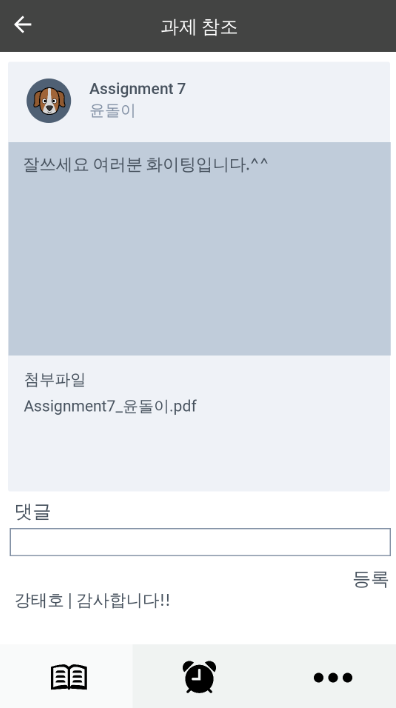 과제 참조
Assignment 7
윤돌이
잘쓰세요 여러분 화이팅입니다.^^
첨부파일
Assignment7_윤돌이.pdf
댓글
등록
강태호 | 감사합니다!!